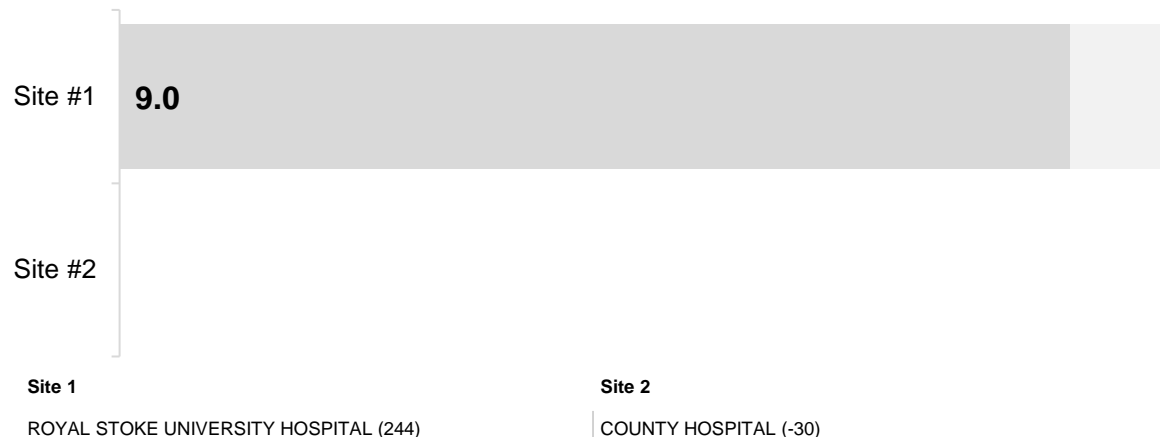 Site #1 9.0
Site #2
Site 1 Site 2
ROYAL STOKE UNIVERSITY HOSPITAL (244) COUNTY HOSPITAL (-30)